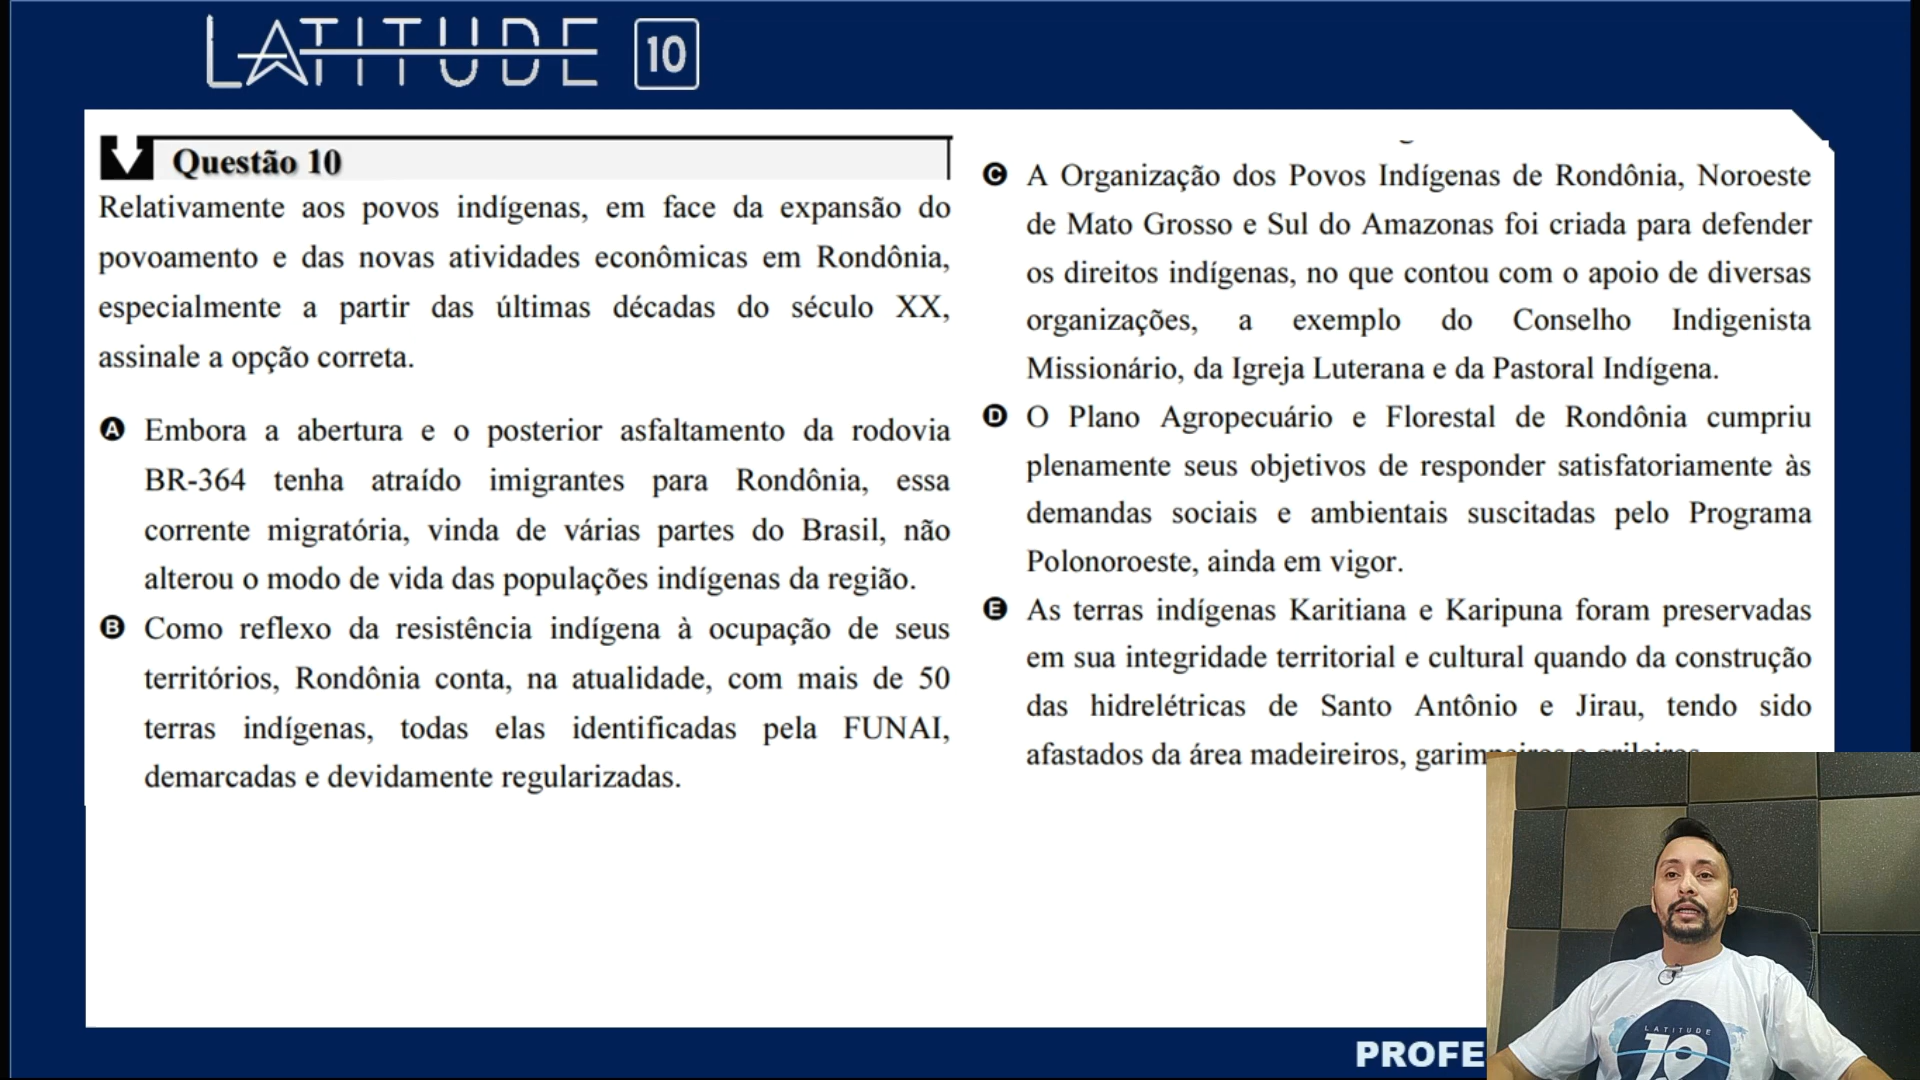 LATITUDE 10
Questão 10
Relativamente aos povos indígenas, em face da expansão do
povoamento e das novas atividades econômicas em Rondônia,
especialmente a partir das últimas décadas do século XX,
assinale a opção correta.
A Embora a abertura e o posterior asfaltamento da rodovia
BR-364 tenha atraído imigrantes para Rondônia, essa
corrente migratória, vinda de várias partes do Brasil, não
alterou o modo de vida das populações indígenas da região.
B Como reflexo da resistência indígena à ocupação de seus
territórios, Rondônia conta, na atualidade, com mais de 50
terras indígenas, todas elas identificadas pela FUNAI,
demarcadas e devidamente regularizadas.
C A Organização dos Povos Indígenas de Rondônia, Noroeste
de Mato Grosso e Sul do Amazonas foi criada para defender
os direitos indígenas, no que contou com o apoio de diversas
organizações, a exemplo do Conselho Indigenista
Missionário, da Igreja Luterana e da Pastoral Indígena.
D O Plano Agropecuário e Florestal de Rondônia cumpriu
plenamente seus objetivos de responder satisfatoriamente às
demandas sociais e ambientais suscitadas pelo Programa
Polonoroeste, ainda em vigor.
E As terras indígenas Karitiana e Karipuna foram preservadas
em sua integridade territorial e cultural quando da construção
das hidrelétricas de Santo Antônio e Jirau, tendo sido
afastados da área madeireiros, garimpeiros e grileiros.
PROFE
LATITUDE
10